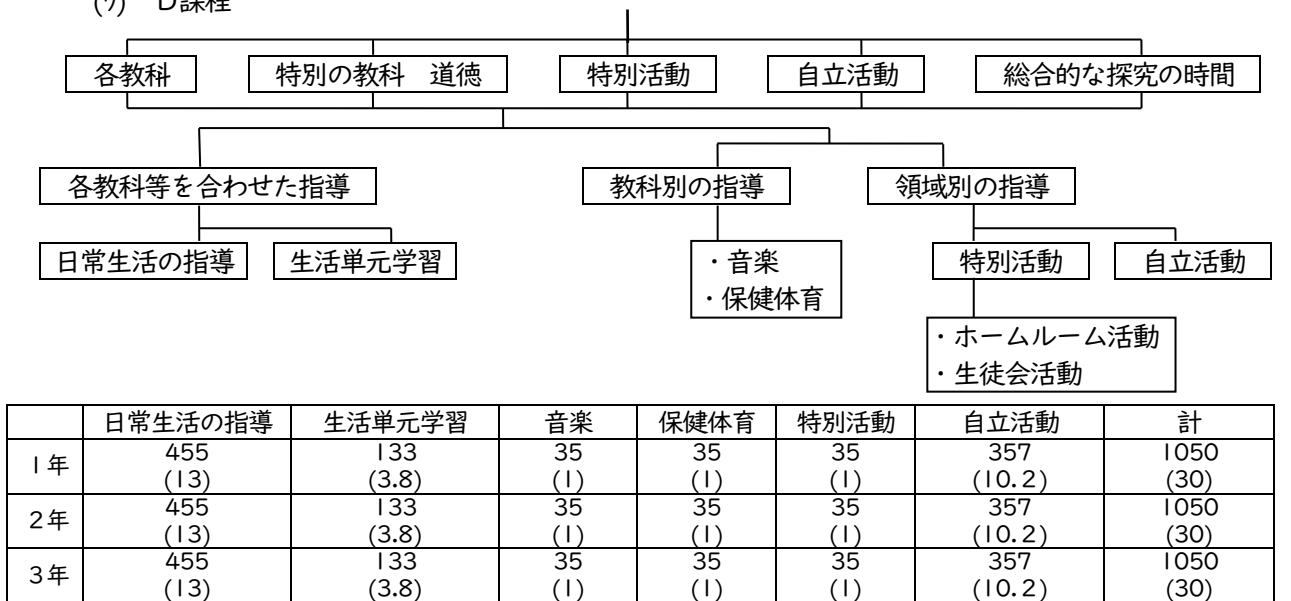 (ｳ) D課程
各教科 特別の教科 道徳 特別活動 自立活動 総合的な探究の時間
各教科等を合わせた指導 教科別の指導 領域別の指導
日常生活の指導 生活単元学習 ・音楽 特別活動 自立活動
・保健体育
・ホームルーム活動
・生徒会活動
日常生活の指導 生活単元学習 音楽 保健体育 特別活動 自立活動 計
1年 455 133 35 35 35 357 1050
(13) (3.8) (1) (1) (1) (10.2) (30)
2年 455 133 35 35 35 357 1050
(13) (3.8) (1) (1) (1) (10.2) (30)
3年 455 133 35 35 35 357 1050
(13) (3.8) (1) (1) (1) (10.2) (30)